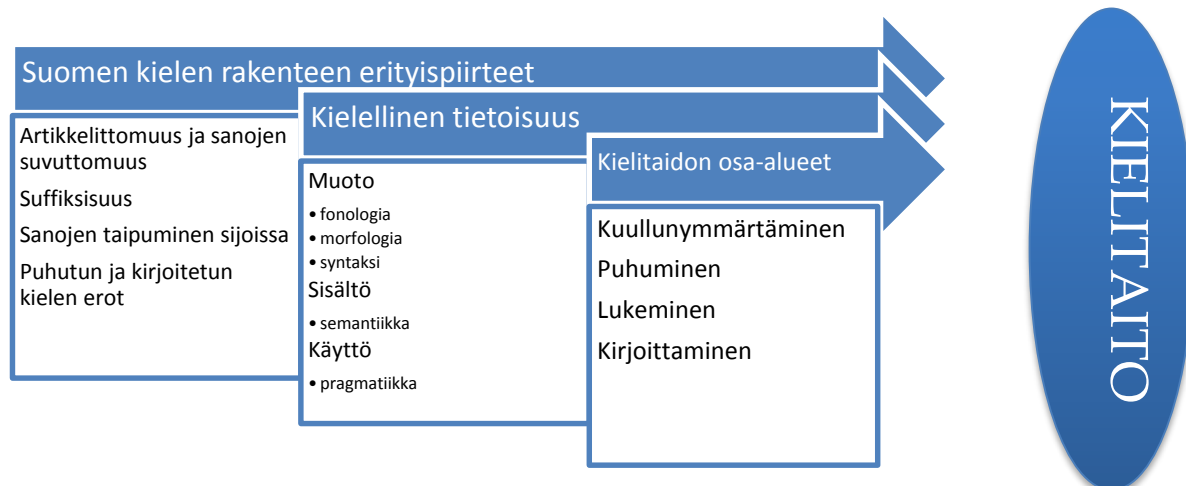 Suomen kielen rakenteen erityispiirteet
Artikkelittomuus ja sanojen
suvuttomuus
Suffiksisuus
Sanojen taipuminen sijoissa
Puhutun ja kirjoitetun
kielen erot
Kielellinen tietoisuus
Muoto
• fonologia
• morfologia
• syntaksi
Sisältö
• semantiikka
Käyttö
• pragmatiikka
Kielitaidon osa-alueet
Kuullunymmärtäminen
Puhuminen
Lukeminen
Kirjoittaminen
KIELITAITO